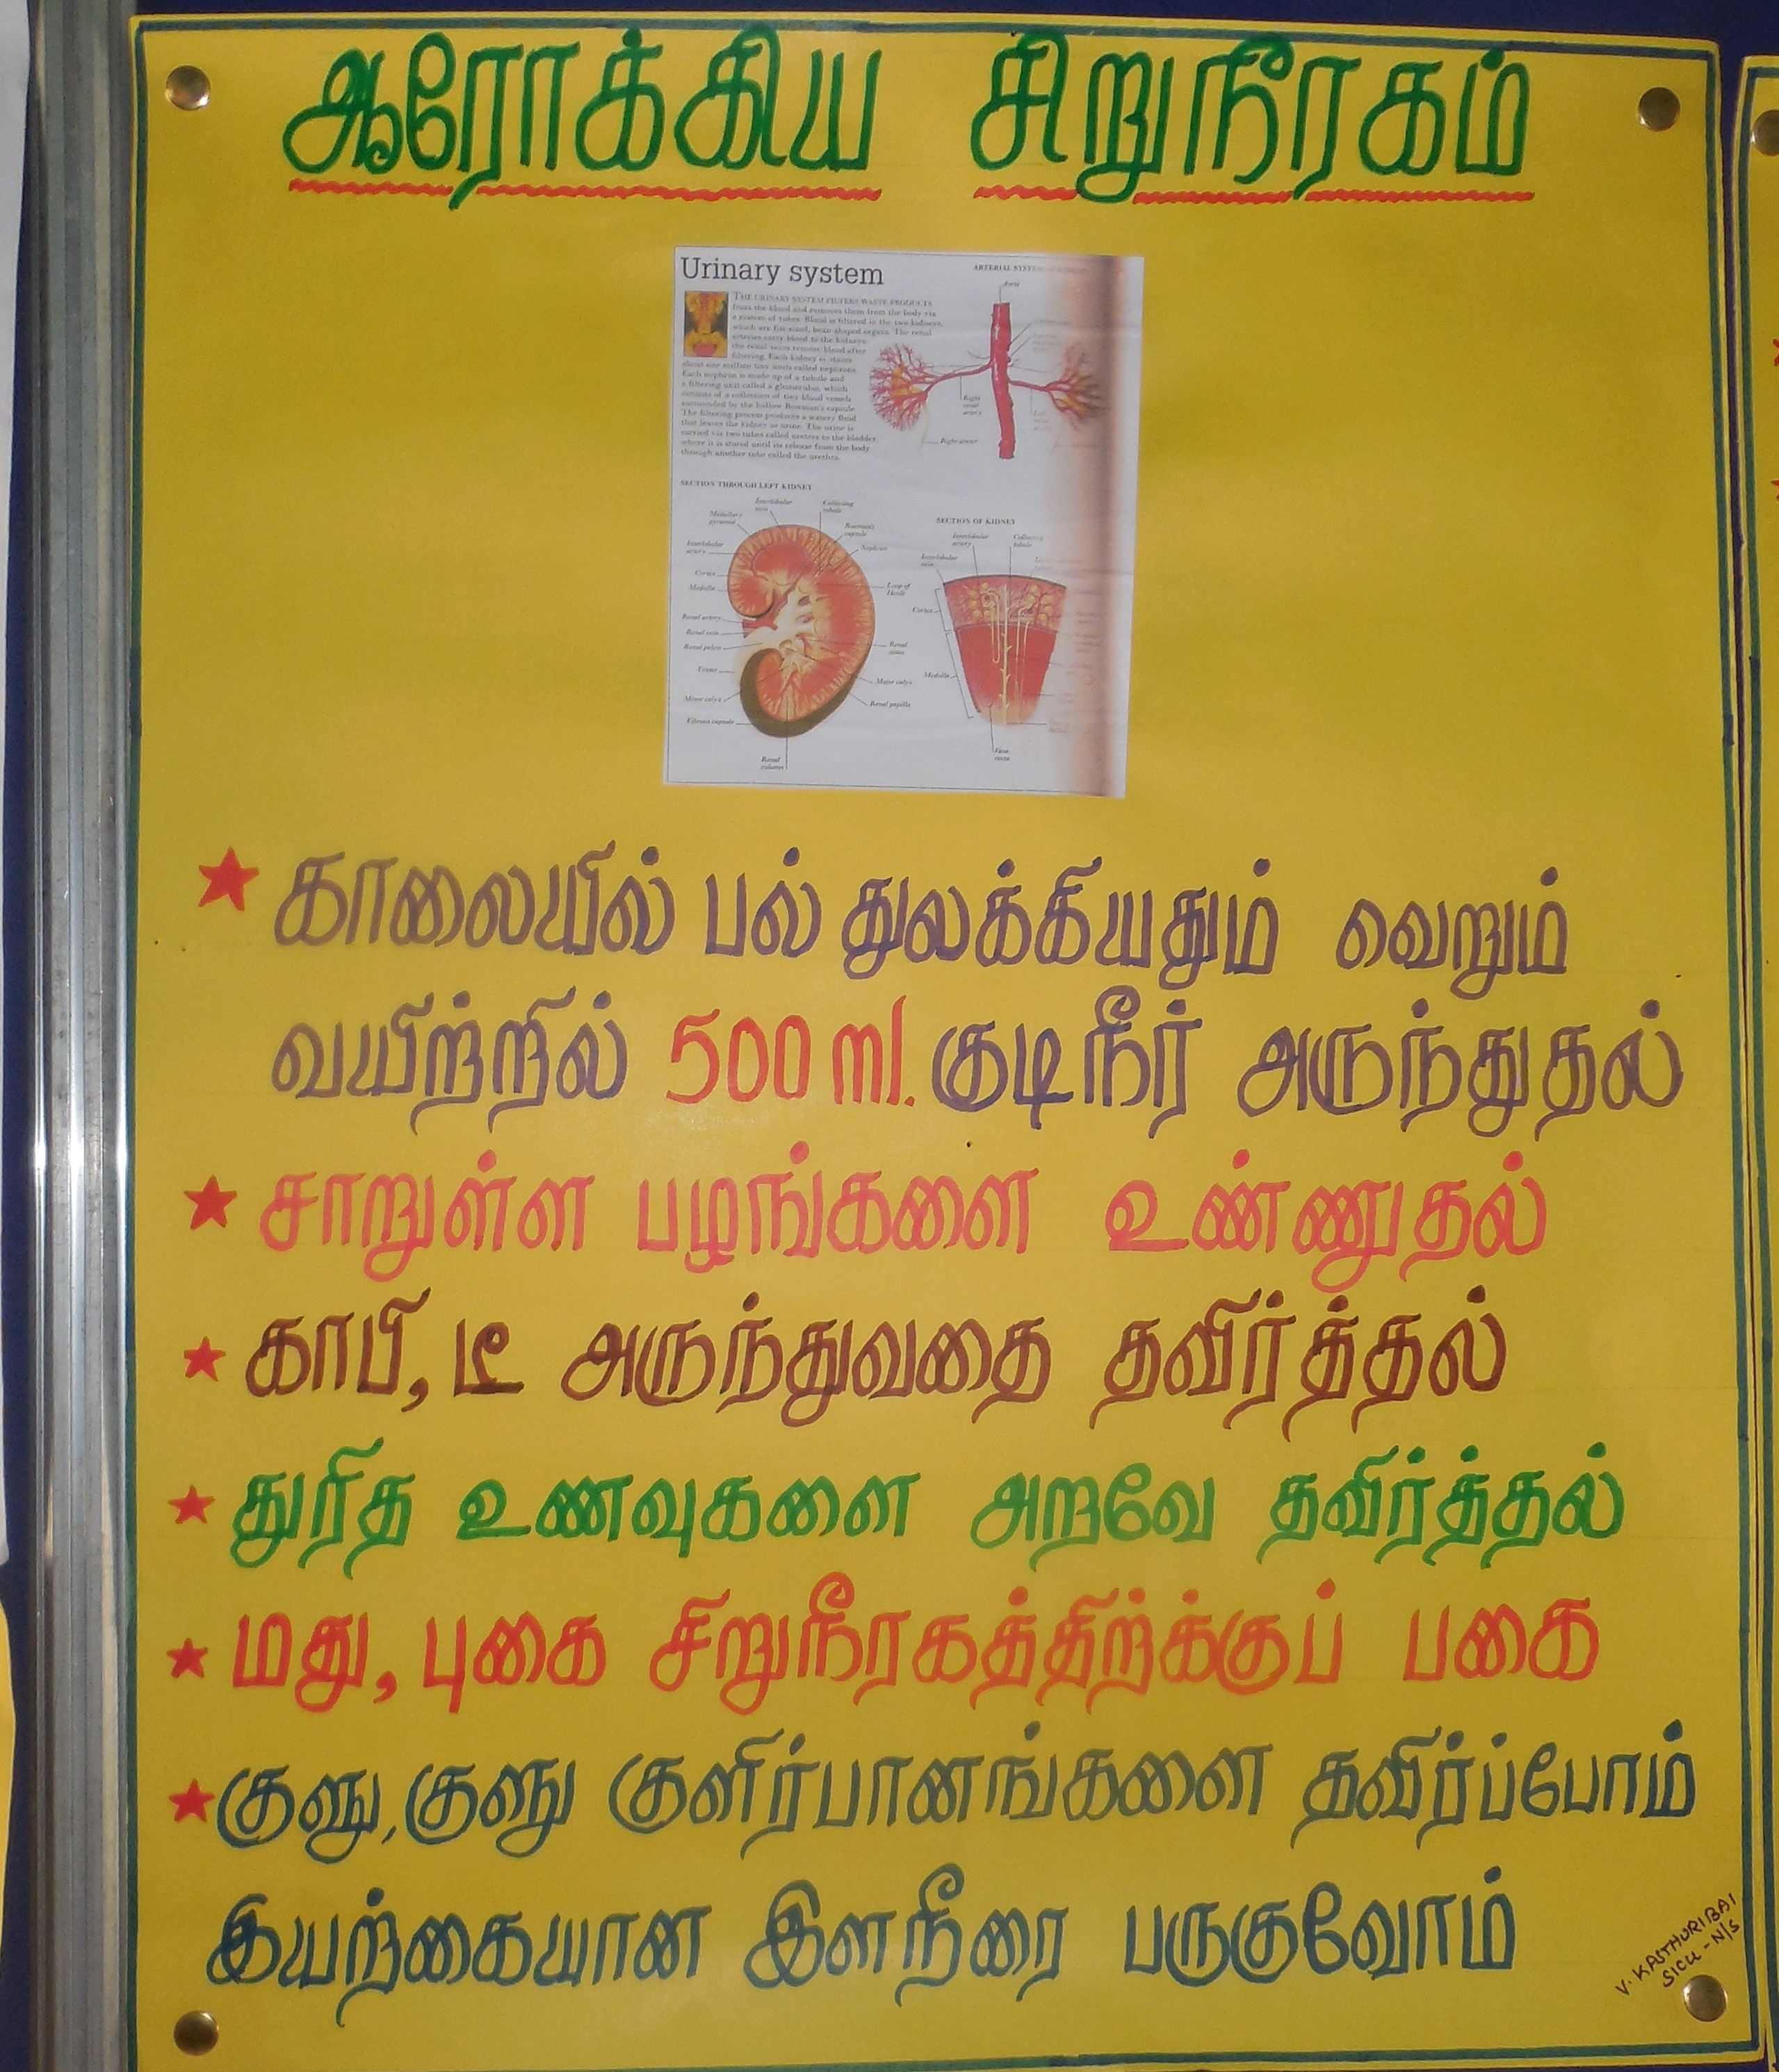 ஆரோக்கிய சிறுநீரகம்
Urinary system
ARTERIAL SYSTEM OF
Aorta
THE URINARY SYSTEM FILTERS WASTE PRODUCTS
from the blood and removes them from the body via
a system of tubes. Blood is filtered in the two kidneys,
which are fist-sized, bean shaped organs. The renal
arteries carry blood to the kidneys;
the renal veins remove blood after
filtering. Each kidney
about one million tiny units called nephrons.
Each nephron is made up of a tubule and
a filtering unit called a glomerulus, which
consists of a collection of tiny blood vessels
surrounded by the hollow Bowman's capsule.
The filtering process produces a watery fluid
that leaves the kidney as urine. The urine is
carried via two tubes called ureters to the bladder,
where it is stored until its release from the body
through another tube called the urethra.
Right
renal
artery
Right ureter
SECTION THROUGH LEFT KIDNEY
Interlobular
vein
Collecting
tubule
Medullary
pyramid
Bowman's
capsule
Interlobular
artery
Nephron
Cortex
Medulla
Loop of
Henle
Renal artery
Renal vein
Renal pelvis
Renal
sinus
Ureter
Major calyx
Minor calyx
Renal papilla
Fibrous capsule
Renal
column
SECTION OF KIDNEY
Interlobular
artery
Collecting
tubule
Interlobular
vein
Cortex
Medulla
Vasa
recta
காலையில் பல் துலக்கியதும் வெறும்
வயிற்றில் 500 ml. குடிநீர் அருந்துதல்
சாறுள்ள பழங்களை உண்ணுதல்
காபி, டீ அருந்துவதை தவிர்த்தல்
துரித உணவுகளை அறவே தவிர்த்தல்
மது, புகை சிறுநீரகத்திற்க்குப் பகை
குளு, குளு குளிர்பானங்களை தவிர்ப்போம்
இயற்கையான இளநீரை பருகுவோம்
V. KASTHURIBAI
SICU - N/S